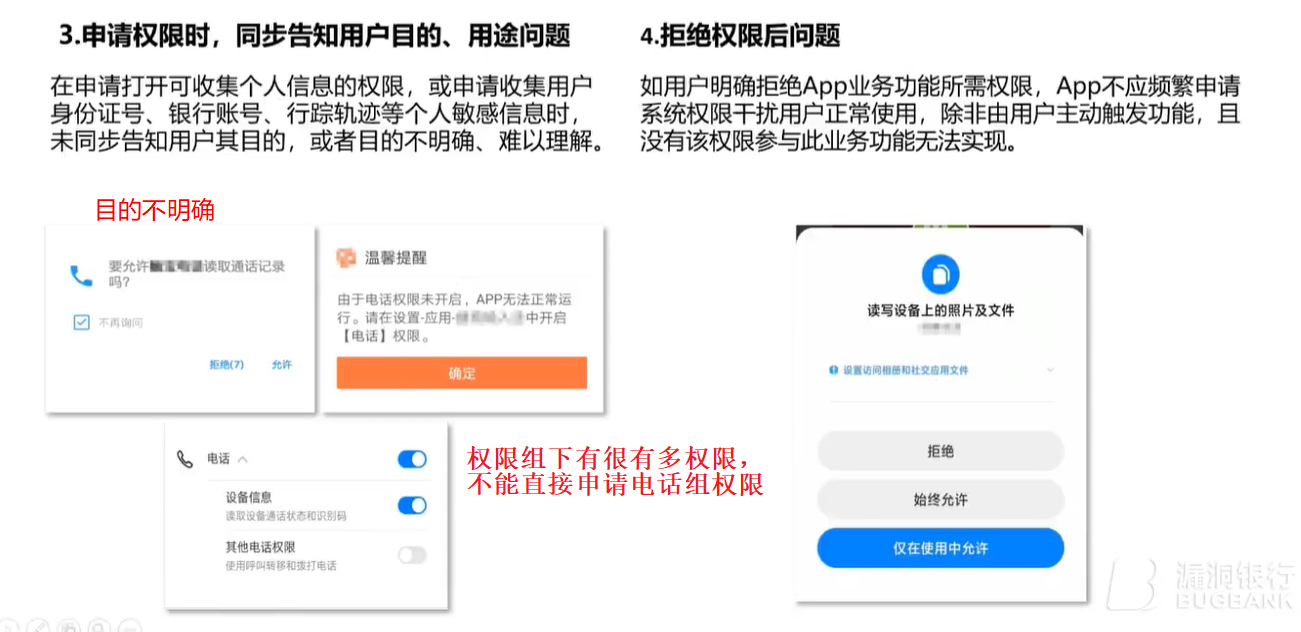 3.申请权限时，同步告知用户目的、用途问题
在申请打开可收集个人信息的权限，或申请收集用户
身份证号、银行账号、行踪轨迹等个人敏感信息时，
未同步告知用户其目的，或者目的不明确、难以理解。
目的不明确
要允许
读取通话记录
吗?
不再询问
拒绝(7)
允许
温馨提醒
由于电话权限未开启，APP无法正常运
行。请在设置-应用-
中开启
【电话】权限。
确定
电话
设备信息
读取设备通话状态和识别码
其他电话权限
使用呼叫转移和拨打电话
权限组下有很有多权限，
不能直接申请电话组权限
4.拒绝权限后问题
如用户明确拒绝App业务功能所需权限，App不应频繁申请
系统权限干扰用户正常使用，除非由用户主动触发功能，且
没有该权限参与此业务功能无法实现。
读写设备上的照片及文件
设置访问相册和社交应用文件
拒绝
始终允许
仅在使用中允许
漏洞银行
BUGBANK